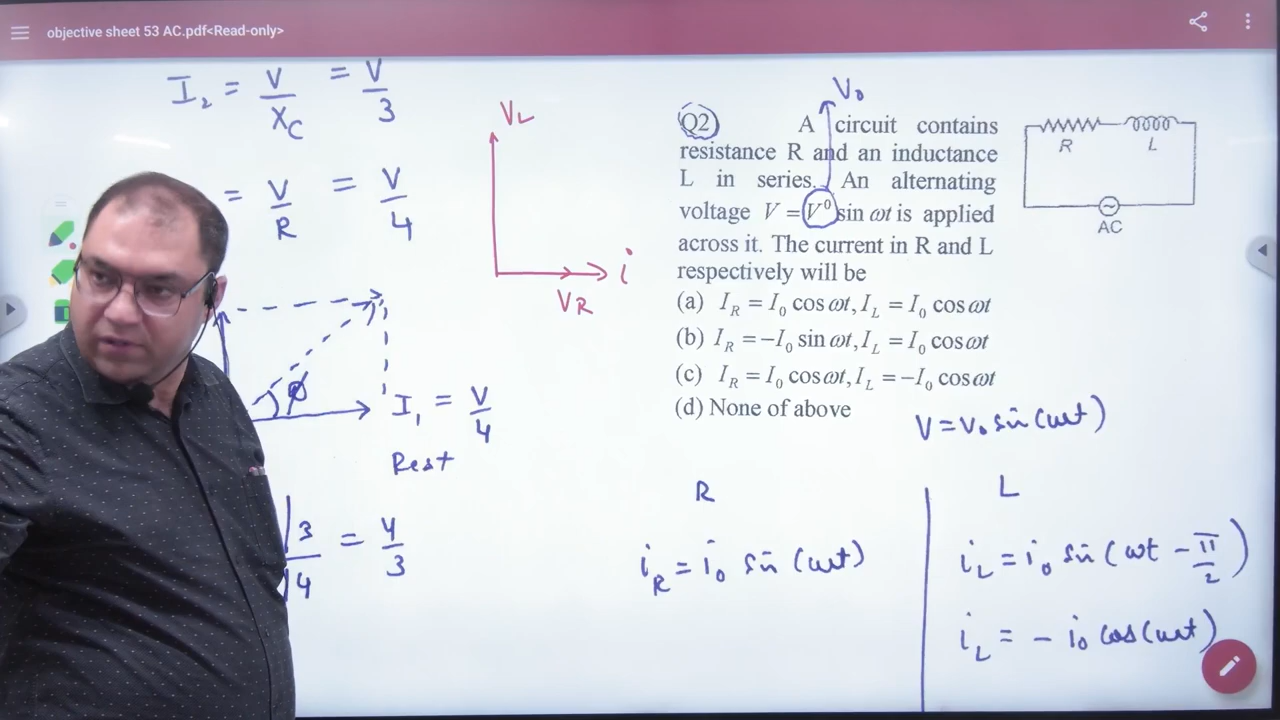 objective sheet 53 AC.pdf<Read-only>
I₂ = V/X_C = V/3
= V/R = V/4
V_L
V_R
i
ϕ
I₁ = V/4
Rest
3/4 = 4/3
V₀
Q2) A circuit contains
resistance R and an inductance
L in series. An alternating
voltage V = V⁰ sin ωt is applied
across it. The current in R and L
respectively will be
(a) I_R = I₀ cos ωt, I_L = I₀ cos ωt
(b) I_R = −I₀ sin ωt, I_L = I₀ cos ωt
(c) I_R = I₀ cos ωt, I_L = −I₀ cos ωt
(d) None of above
R
L
AC
V = V₀ sin (ωt)
R
i_R = i₀ sin (ωt)
L
i_L = i₀ sin (ωt − π/2)
i_L = − i₀ cos (ωt)